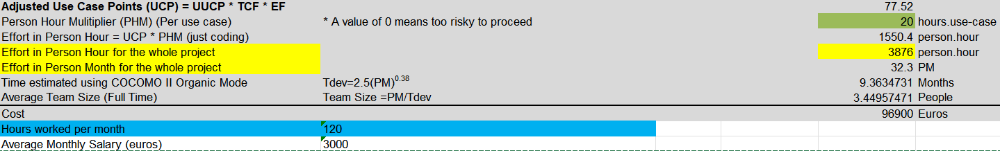 Adjusted Use Case Points (UCP) = UUCP * TCF * EF 77.52
Person Hour Mulitiplier (PHM) (Per use case) * A value of 0 means too risky to proceed 20 hours.use-case
Effort in Person Hour = UCP * PHM (just coding) 1550.4 person.hour
Effort in Person Hour for the whole project 3876 person.hour
Effort in Person Month for the whole project 32.3 PM
Time estimated using COCOMO II Organic Mode Tdev=2.5(PM)^0.38 9.3634731 Months
Average Team Size (Full Time) Team Size =PM/Tdev 3.44957471 People
Cost 96900 Euros
Hours worked per month 120
Average Monthly Salary (euros) 3000